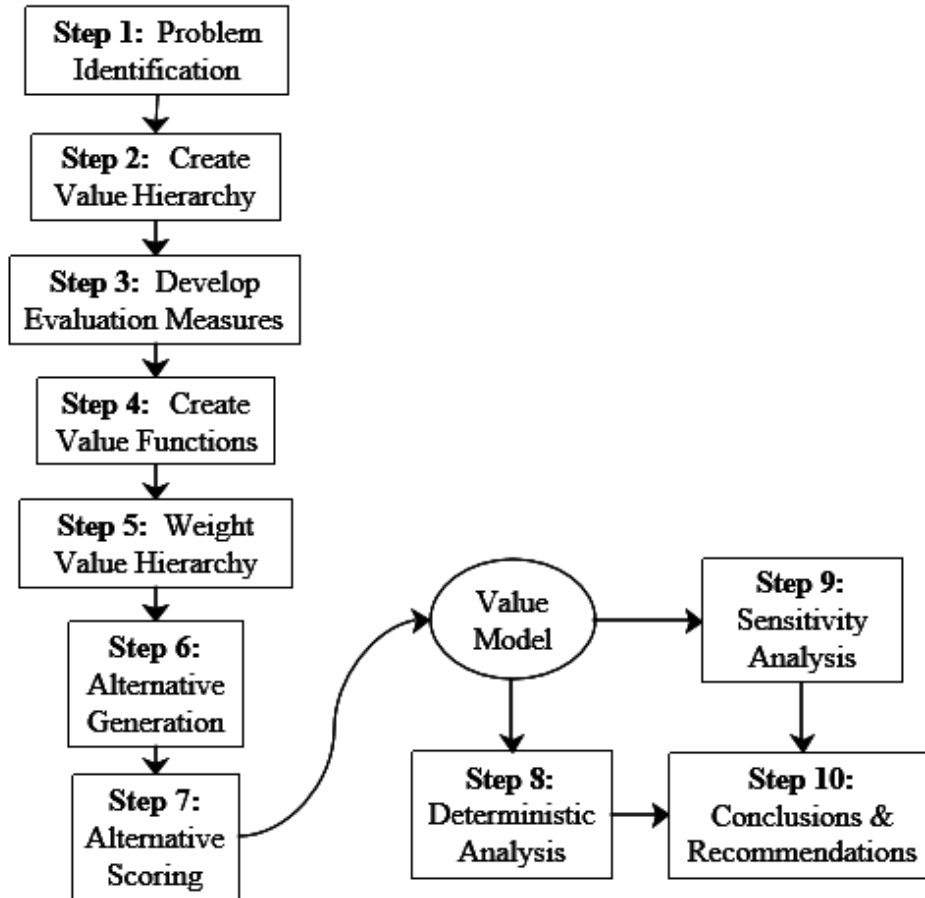 Step 1: Problem
Identification
Step 2: Create
Value Hierarchy
Step 3: Develop
Evaluation Measures
Step 4: Create
Value Functions
Step 5: Weight
Value Hierarchy
Step 6:
Alternative
Generation
Step 7:
Alternative
Scoring
Value
Model
Step 8:
Deterministic
Analysis
Step 9:
Sensitivity
Analysis
Step 10:
Conclusions &
Recommendations